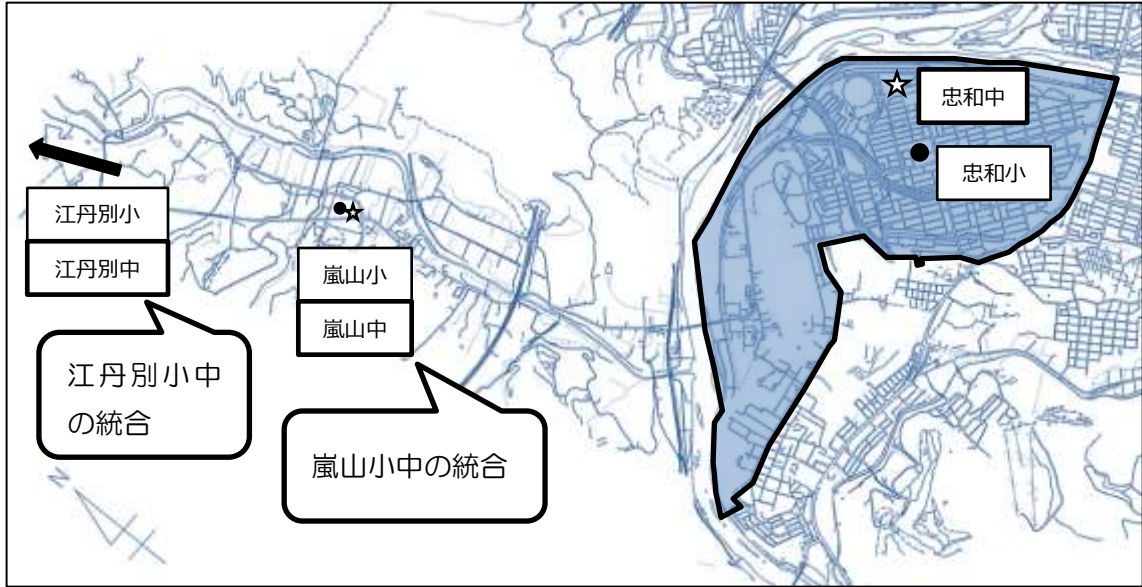 忠和中
忠和小
江丹別小
江丹別中
嵐山小
嵐山中
江丹別小中
の統合
嵐山小中の統合
N